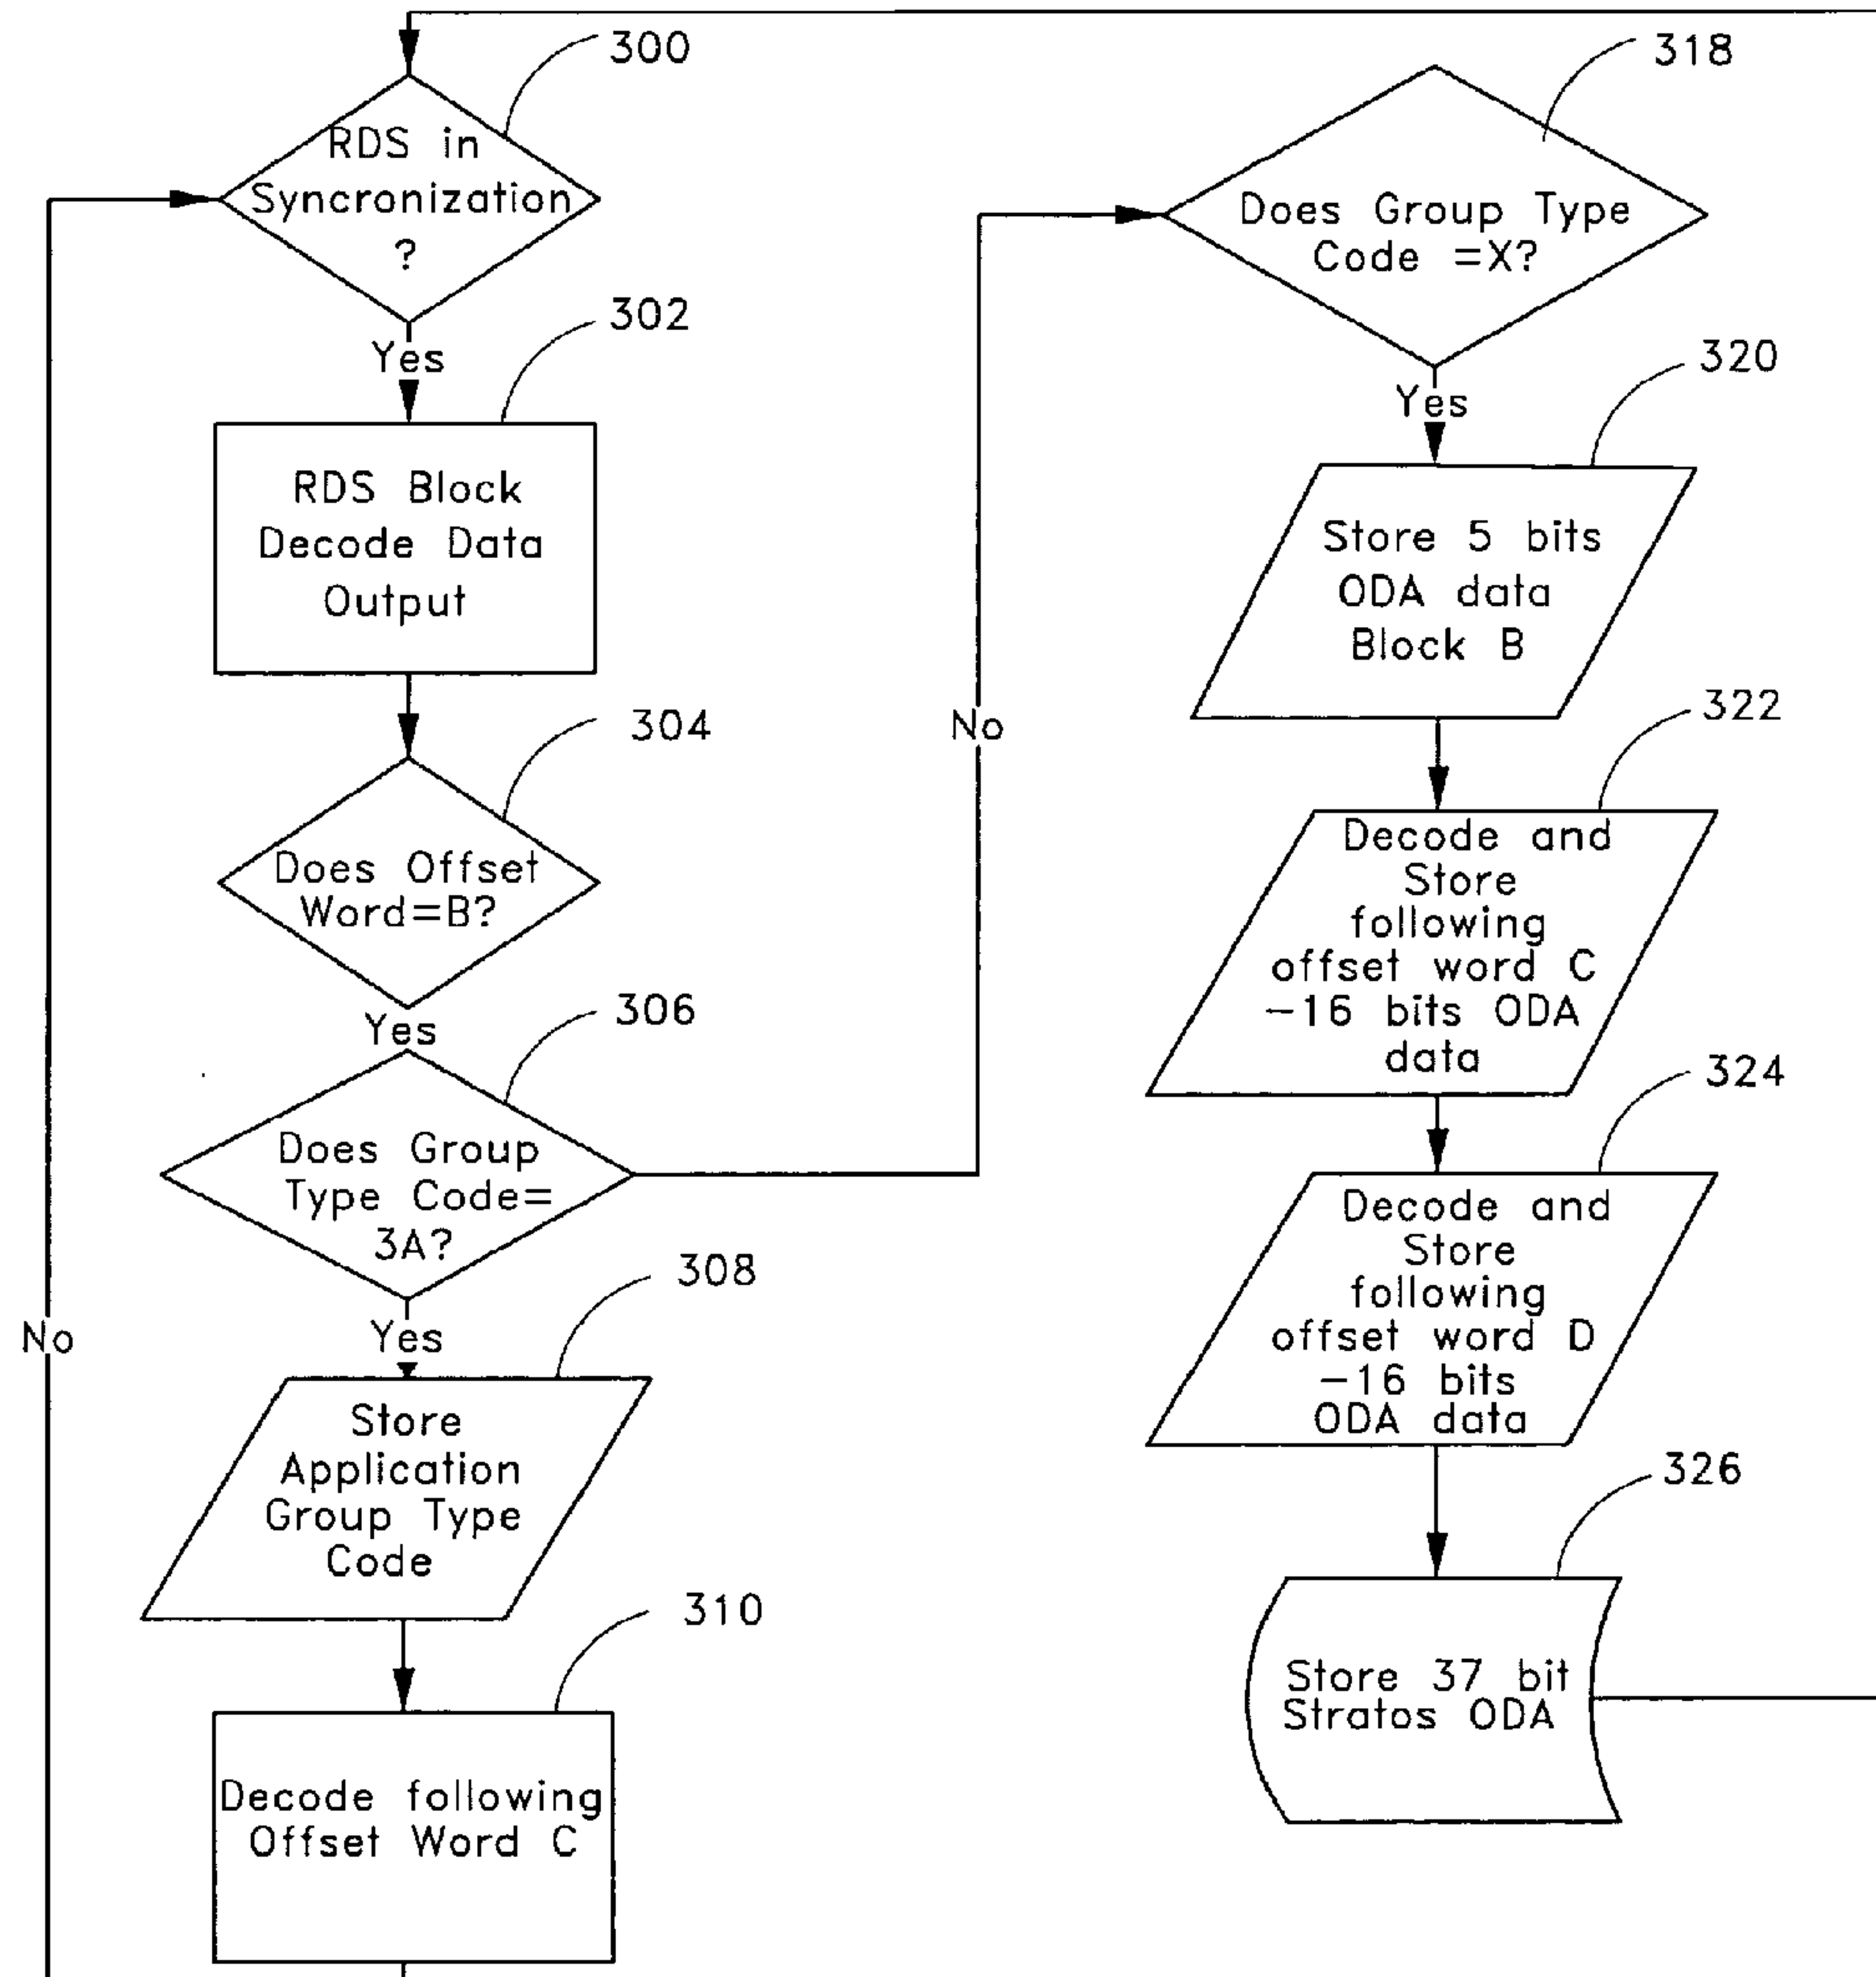 300
RDS in
Syncronization
?
Yes
302
RDS Block
Decode Data
Output
304
Does Offset
Word=B?
Yes
306
Does Group
Type Code=
3A?
No
Yes
308
Store
Application
Group Type
Code
310
Decode following
Offset Word C
No
318
Does Group Type
Code =X?
Yes
320
Store 5 bits
ODA data
Block B
322
Decode and
Store
following
offset word C
-16 bits ODA
data
324
Decode and
Store
following
offset word D
-16 bits
ODA data
326
Store 37 bit
Stratos ODA